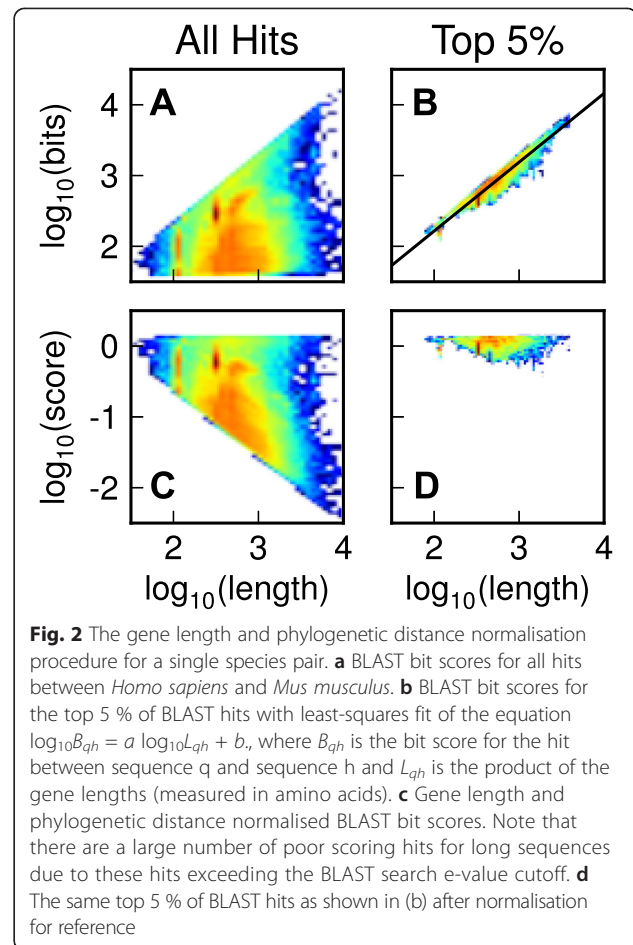 All Hits
Top 5%
A
B
log10(bits)
4
3
2
C
D
log10(score)
0
-1
-2
2
3
4
2
3
4
log10(length)
log10(length)
Fig. 2 The gene length and phylogenetic distance normalisation
procedure for a single species pair. a BLAST bit scores for all hits
between Homo sapiens and Mus musculus. b BLAST bit scores for
the top 5 % of BLAST hits with least-squares fit of the equation
log10Bqh = a log10Lqh + b., where Bqh is the bit score for the hit
between sequence q and sequence h and Lqh is the product of the
gene lengths (measured in amino acids). c Gene length and
phylogenetic distance normalised BLAST bit scores. Note that
there are a large number of poor scoring hits for long sequences
due to these hits exceeding the BLAST search e-value cutoff. d
The same top 5 % of BLAST hits as shown in (b) after normalisation
for reference